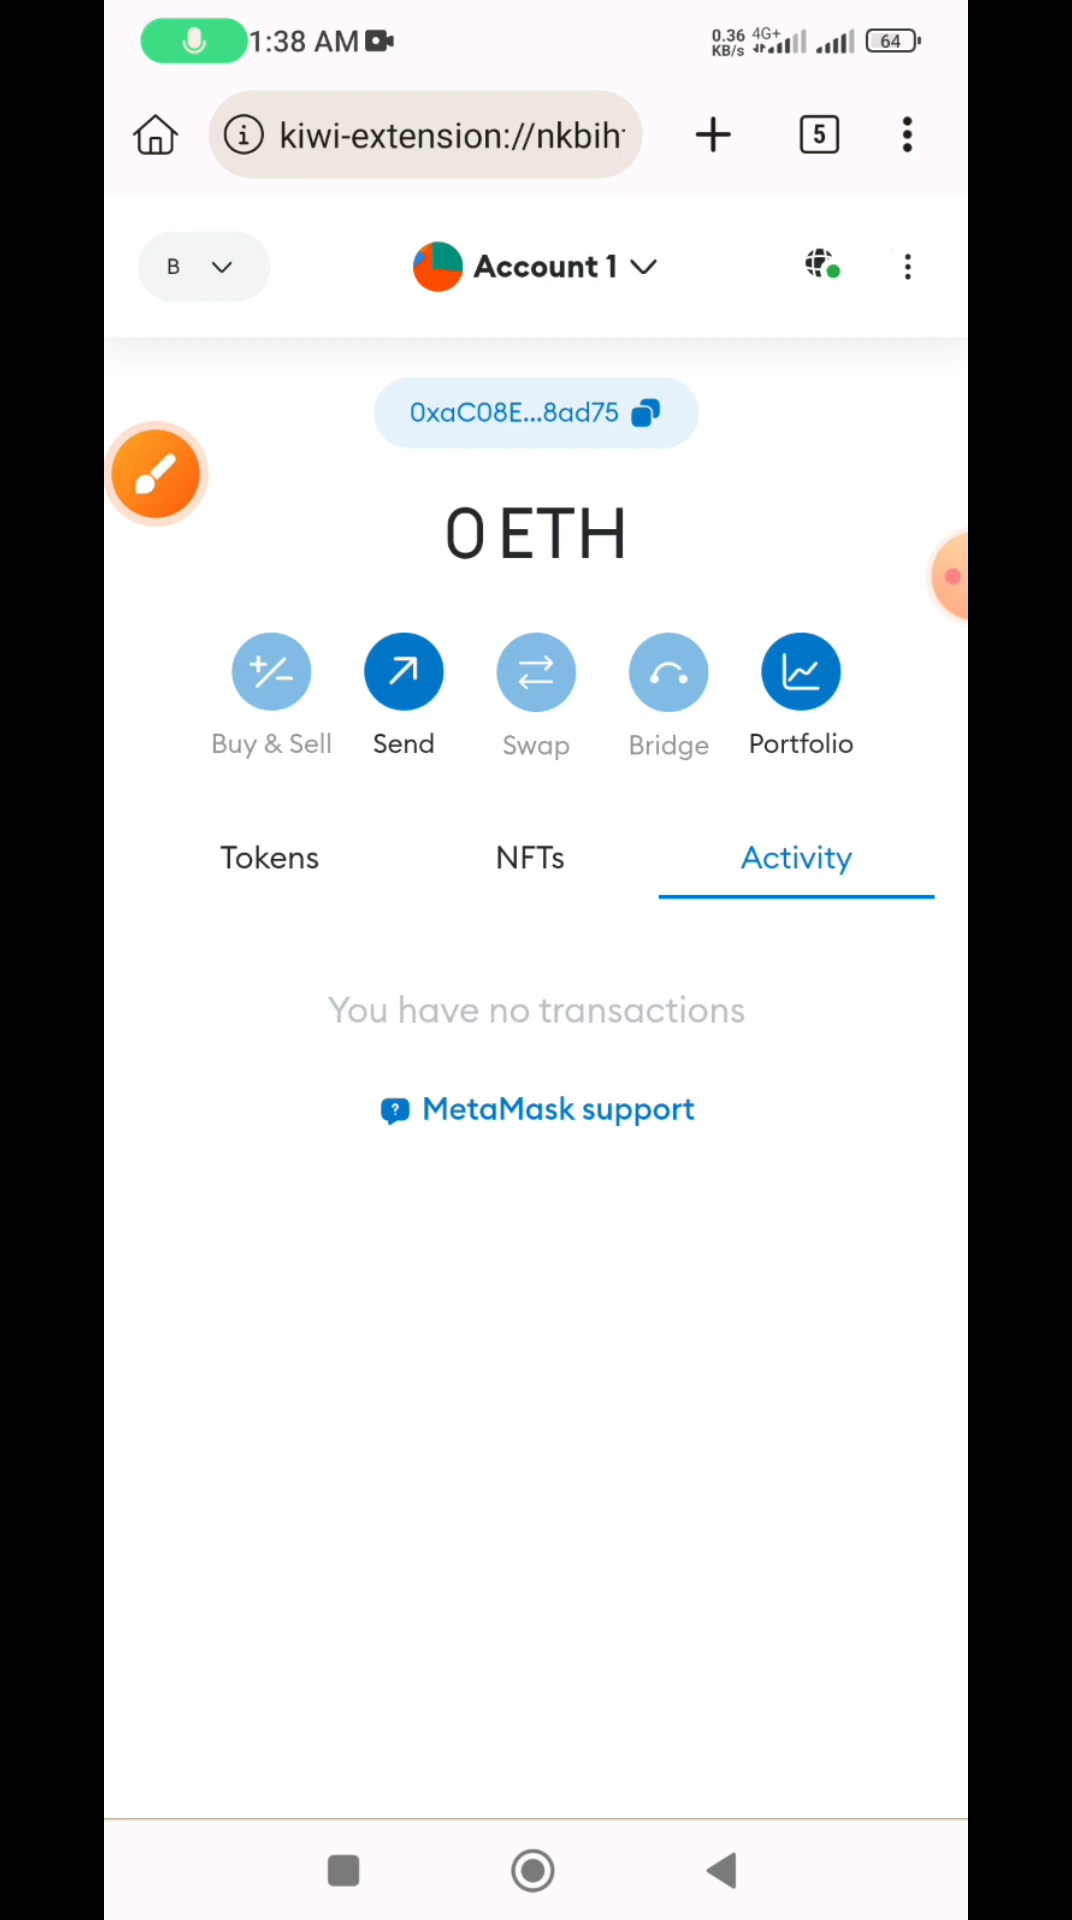 1:38 AM 0.36 KB/s 4G+ 64
kiwi-extension://nkbih 5
B Account 1
0xaC08E...8ad75
0 ETH
Buy & Sell Send Swap Bridge Portfolio
Tokens NFTs Activity
You have no transactions
MetaMask support